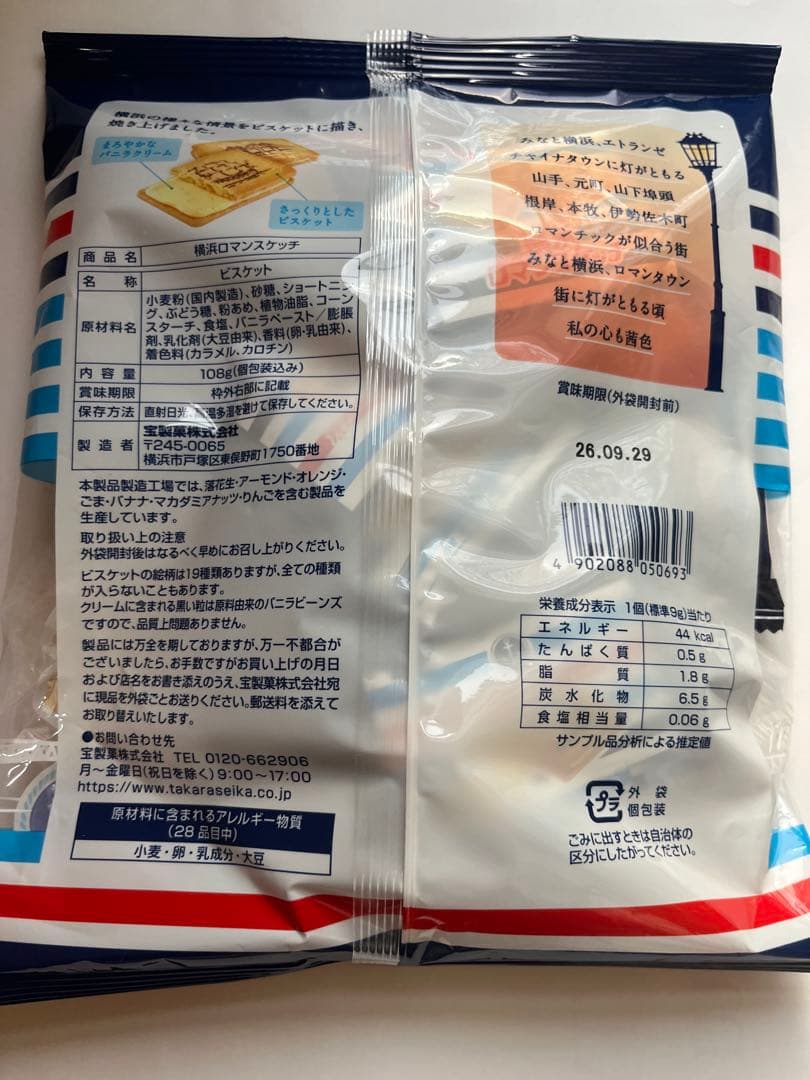 横浜の様々な情景をビスケットに描き、
焼き上げました。
まろやかな
バニラクリーム
さっくりとした
ビスケット
商品名 横浜ロマンスケッチ
名称 ビスケット
原材料名 小麦粉(国内製造)、砂糖、ショートニン
グ、ぶどう糖、粉あめ、植物油脂、コーン
スターチ、食塩、バニラペースト/膨脹
剤、乳化剤(大豆由来)、香料(卵・乳由来)、
着色料(カラメル、カロチン)
内容量 108g(個包装込み)
賞味期限 枠外右部に記載
保存方法 直射日光、高温多湿を避けて保存してください。
製造者 宝製菓株式会社
〒245-0065
横浜市戸塚区東俣野町1750番地
本製品製造工場では、落花生・アーモンド・オレンジ・
ごま・バナナ・マカダミアナッツ・りんごを含む製品を
生産しています。
取り扱い上の注意
外袋開封後はなるべく早めにお召し上がりください。
ビスケットの絵柄は19種類ありますが、全ての種類
が入らないこともあります。
クリームに含まれる黒い粒は原料由来のバニラビーンズ
ですので、品質上問題ありません。
製品には万全を期しておりますが、万一不都合が
ございましたら、お手数ですがお買い上げの月日
および店名をお書き添えのうえ、宝製菓株式会社宛
に現品を外袋ごとお送りください。郵送料を添えて
お取り替えいたします。
●お問い合わせ先
宝製菓株式会社 TEL 0120-662906
月～金曜日(祝日を除く)9:00～17:00
https://www.takaraseika.co.jp
原材料に含まれるアレルギー物質
(28品目中)
小麦・卵・乳成分・大豆
みなと横浜、エトランゼ
チャイナタウンに灯がともる
山手、元町、山下埠頭
根岸、本牧、伊勢佐木町
ロマンチックが似合う街
みなと横浜、ロマンタウン
街に灯がともる頃
私の心も茜色
賞味期限(外袋開封前)
26.09.29
4 902088 050693
栄養成分表示 1個(標準9g)当たり
エネルギー 44 kcal
たんぱく質 0.5 g
脂質 1.8 g
炭水化物 6.5 g
食塩相当量 0.06 g
サンプル品分析による推定値
プラ
外袋
個包装
ごみに出すときは自治体の
区分にしたがってください。